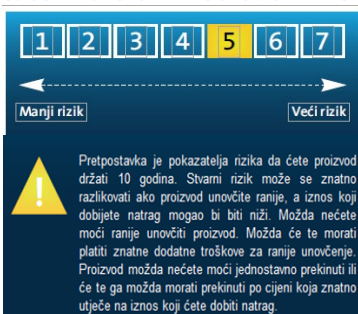 1 2 3 4 5 6 7
Manji rizik Veći rizik
!
Pretpostavka je pokazatelja rizika da ćete proizvod
držati 10 godina. Stvarni rizik može se znatno
razlikovati ako proizvod unovčite ranije, a iznos koji
dobijete natrag mogao bi biti niži. Možda nećete
moći ranije unovčiti proizvod. Možda će te morati
platiti znatne dodatne troškove za ranije unovčenje.
Proizvod možda nećete moći jednostavno prekinuti ili
će te ga možda morati prekinuti po cijeni koja znatno
utječe na iznos koji ćete dobiti natrag.